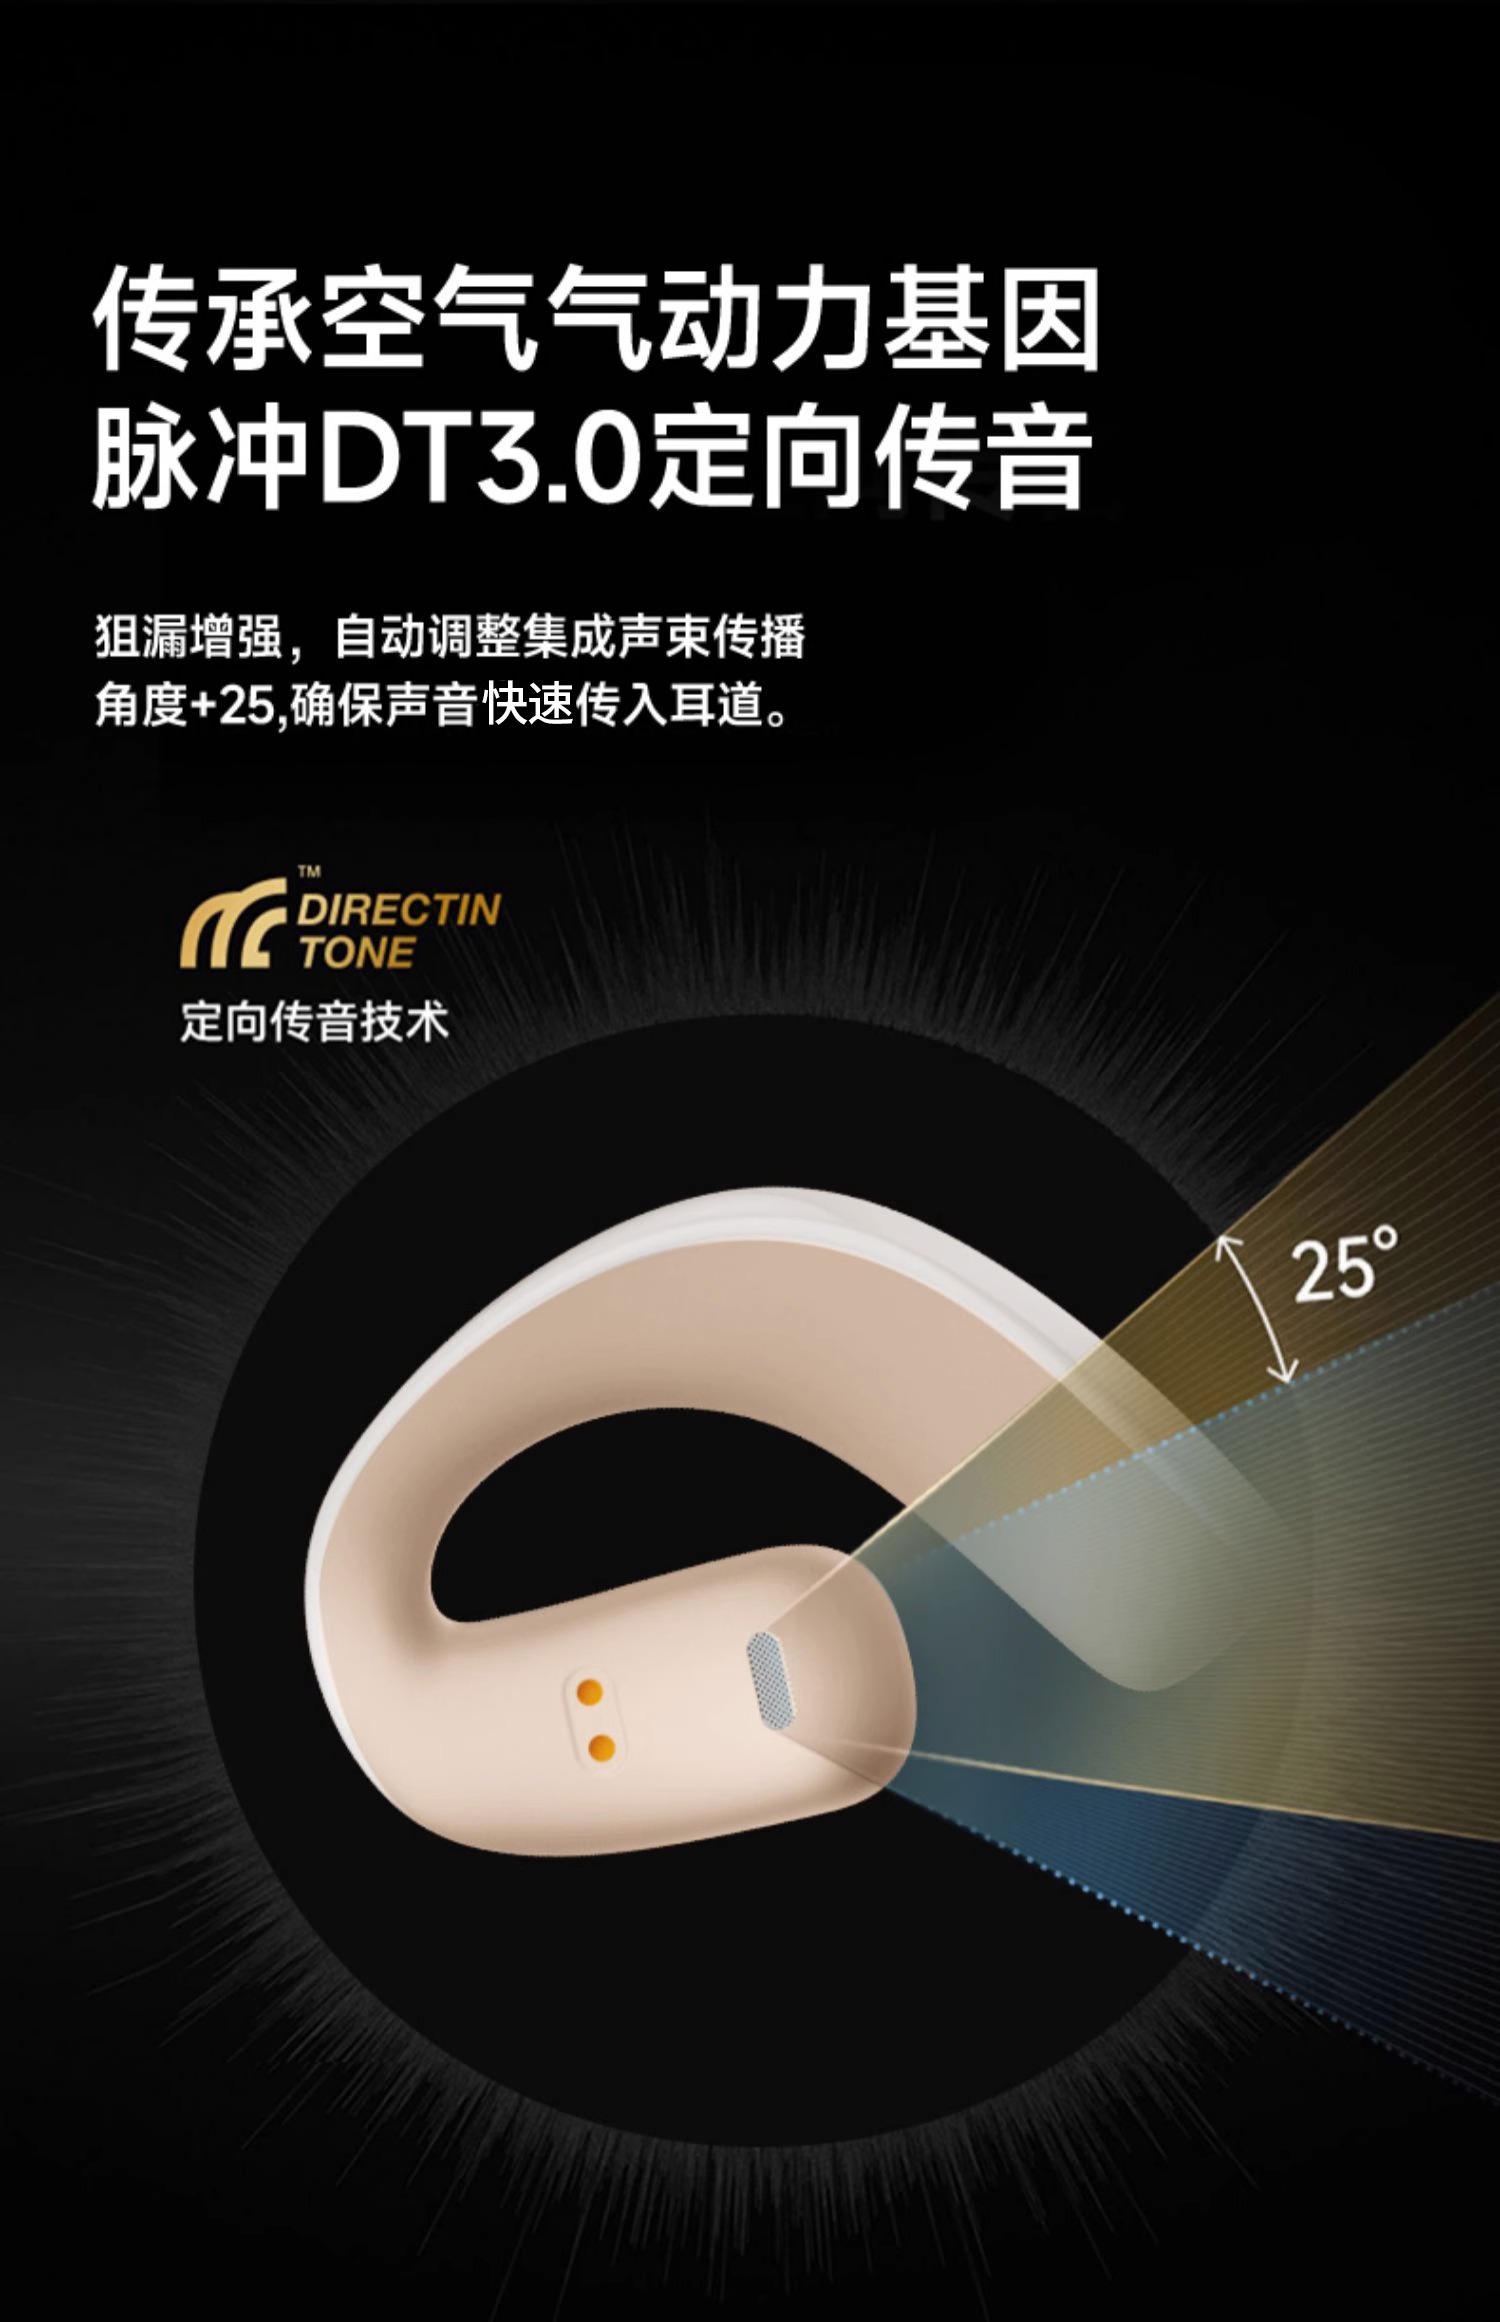 传承空气气动力基因
脉冲DT3.0定向传音
狙漏增强，自动调整集成声束传播
角度+25,确保声音快速传入耳道。
TM
DIRECTIN
TONE
定向传音技术
25°